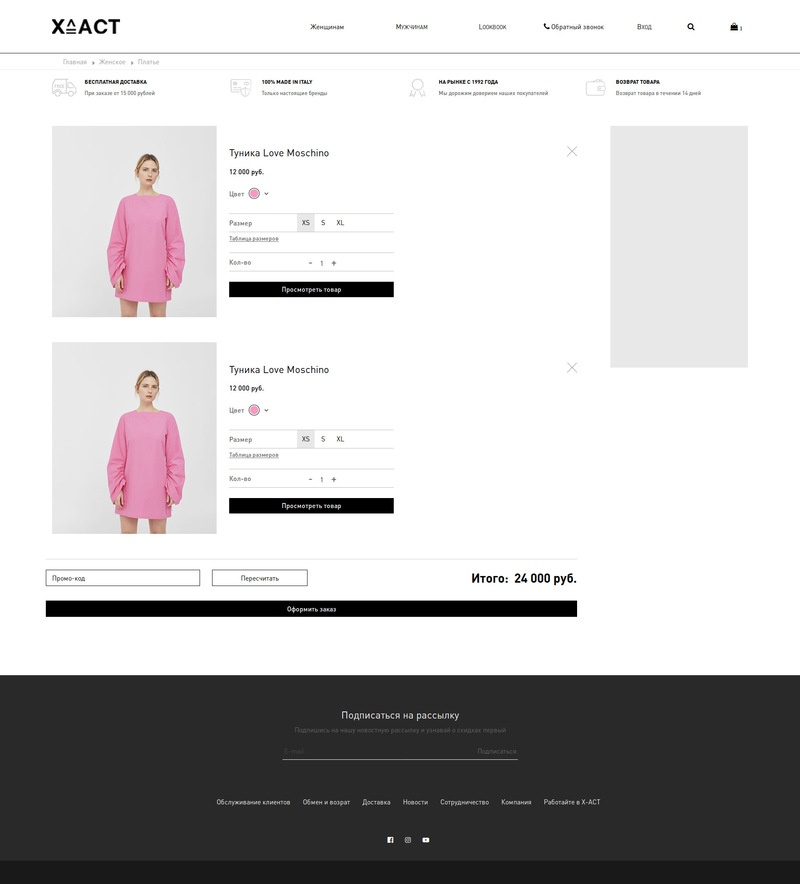 XACT
Женщинам
Мужчинам
Lookbook
Обратный звонок
Вход
Главная
Женское
Платье
FREE
БЕСПЛАТНАЯ ДОСТАВКА
При заказе от 15 000 рублей
100% MADE IN ITALY
Только настоящие бренды
НА РЫНКЕ С 1992 ГОДА
Мы дорожим доверием наших покупателей
ВОЗВРАТ ТОВАРА
Возврат товара в течении 14 дней
Туника Love Moschino
12 000 руб.
Цвет
Размер XS S XL
Таблица размеров
Кол-во - 1 +
Просмотреть товар
Туника Love Moschino
12 000 руб.
Цвет
Размер XS S XL
Таблица размеров
Кол-во - 1 +
Просмотреть товар
Промо-код
Пересчитать
Итого: 24 000 руб.
Оформить заказ
Подписаться на рассылку
Подпишись на нашу новостную рассылку и узнавай о скидках первый
E-mail
Подписаться
Обслуживание клиентов
Обмен и возрат
Доставка
Новости
Сотрудничество
Компания
Работайте в X-ACT